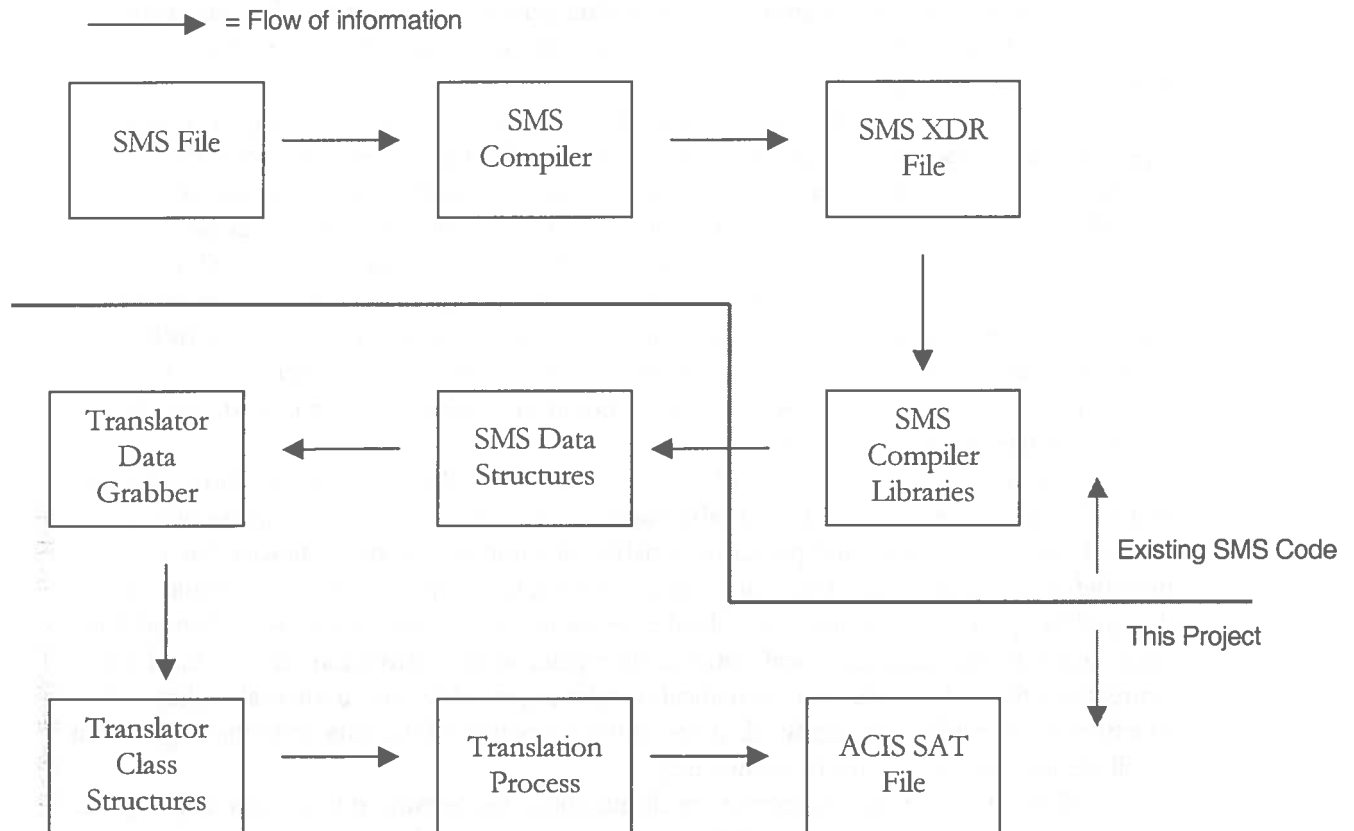 = Flow of information
SMS File
SMS
Compiler
SMS XDR
File
Translator
Data
Grabber
SMS Data
Structures
SMS
Compiler
Libraries
Existing SMS Code
This Project
Translator
Class
Structures
Translation
Process
ACIS SAT
File